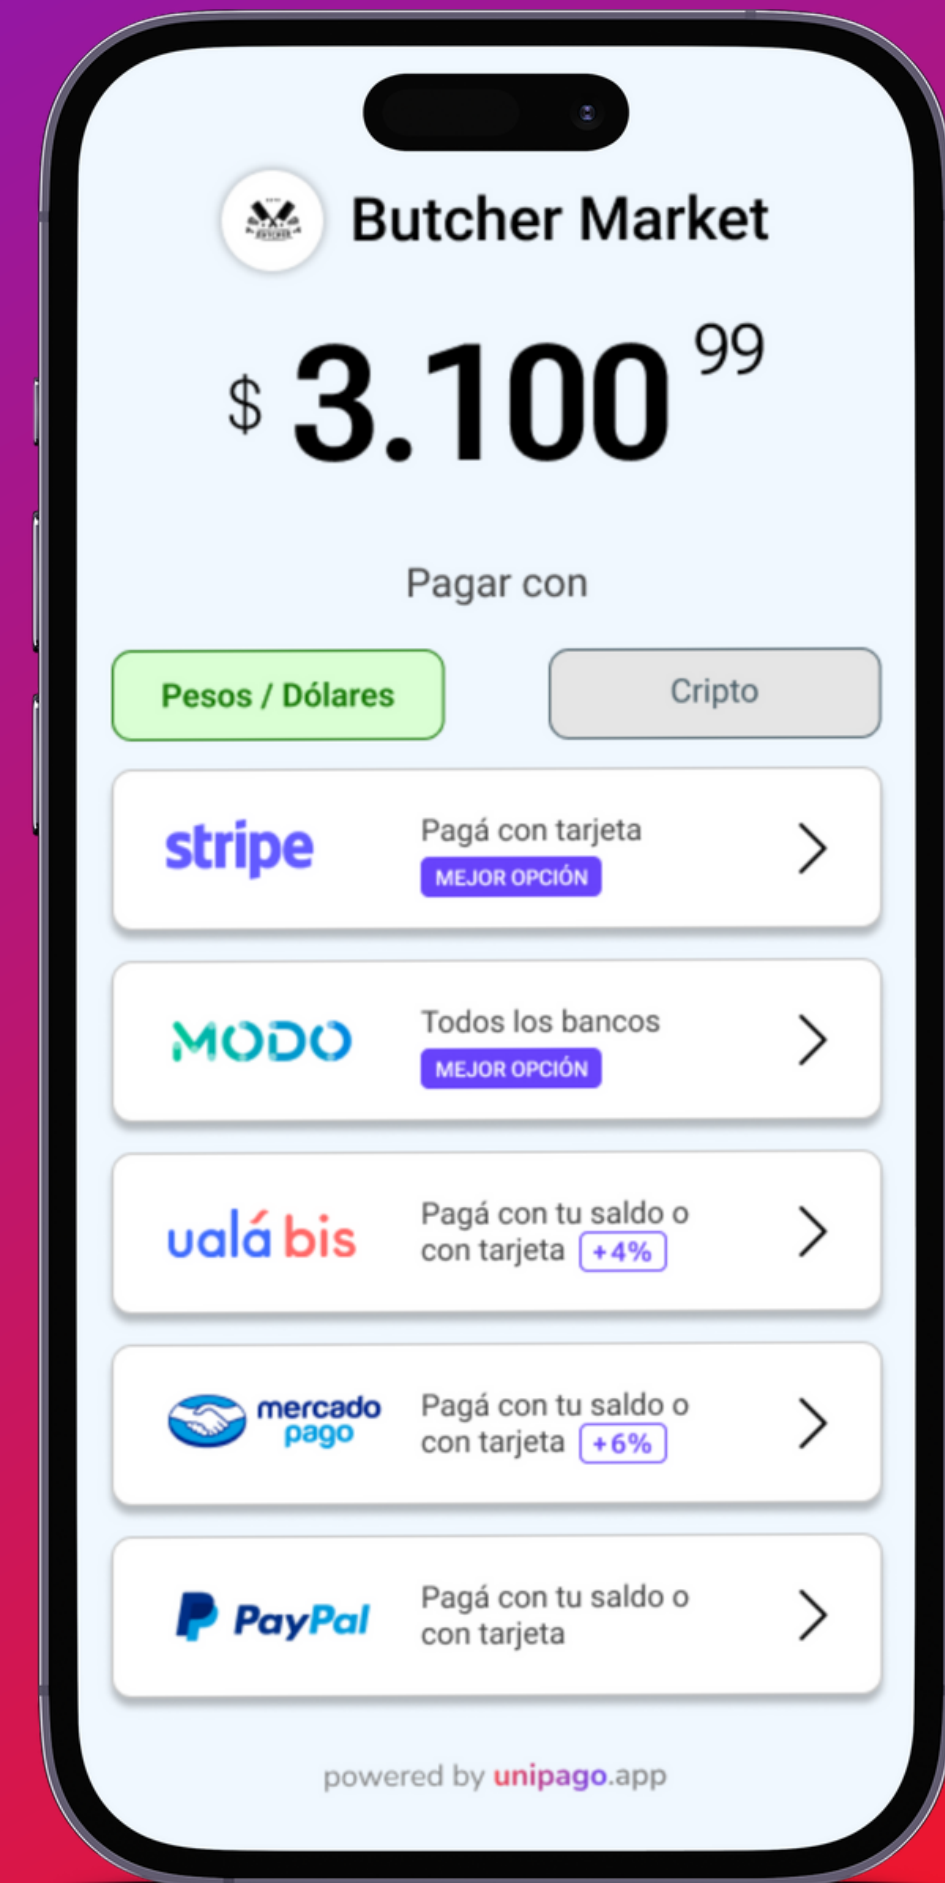 Butcher Market
$ 3.100 99
Pagar con
Pesos / Dólares
Cripto
stripe
Pagá con tarjeta
MEJOR OPCIÓN
MODO
Todos los bancos
MEJOR OPCIÓN
ualá bis
Pagá con tu saldo o
con tarjeta +4%
mercado
pago
Pagá con tu saldo o
con tarjeta +6%
PayPal
Pagá con tu saldo o
con tarjeta
powered by unipago.app